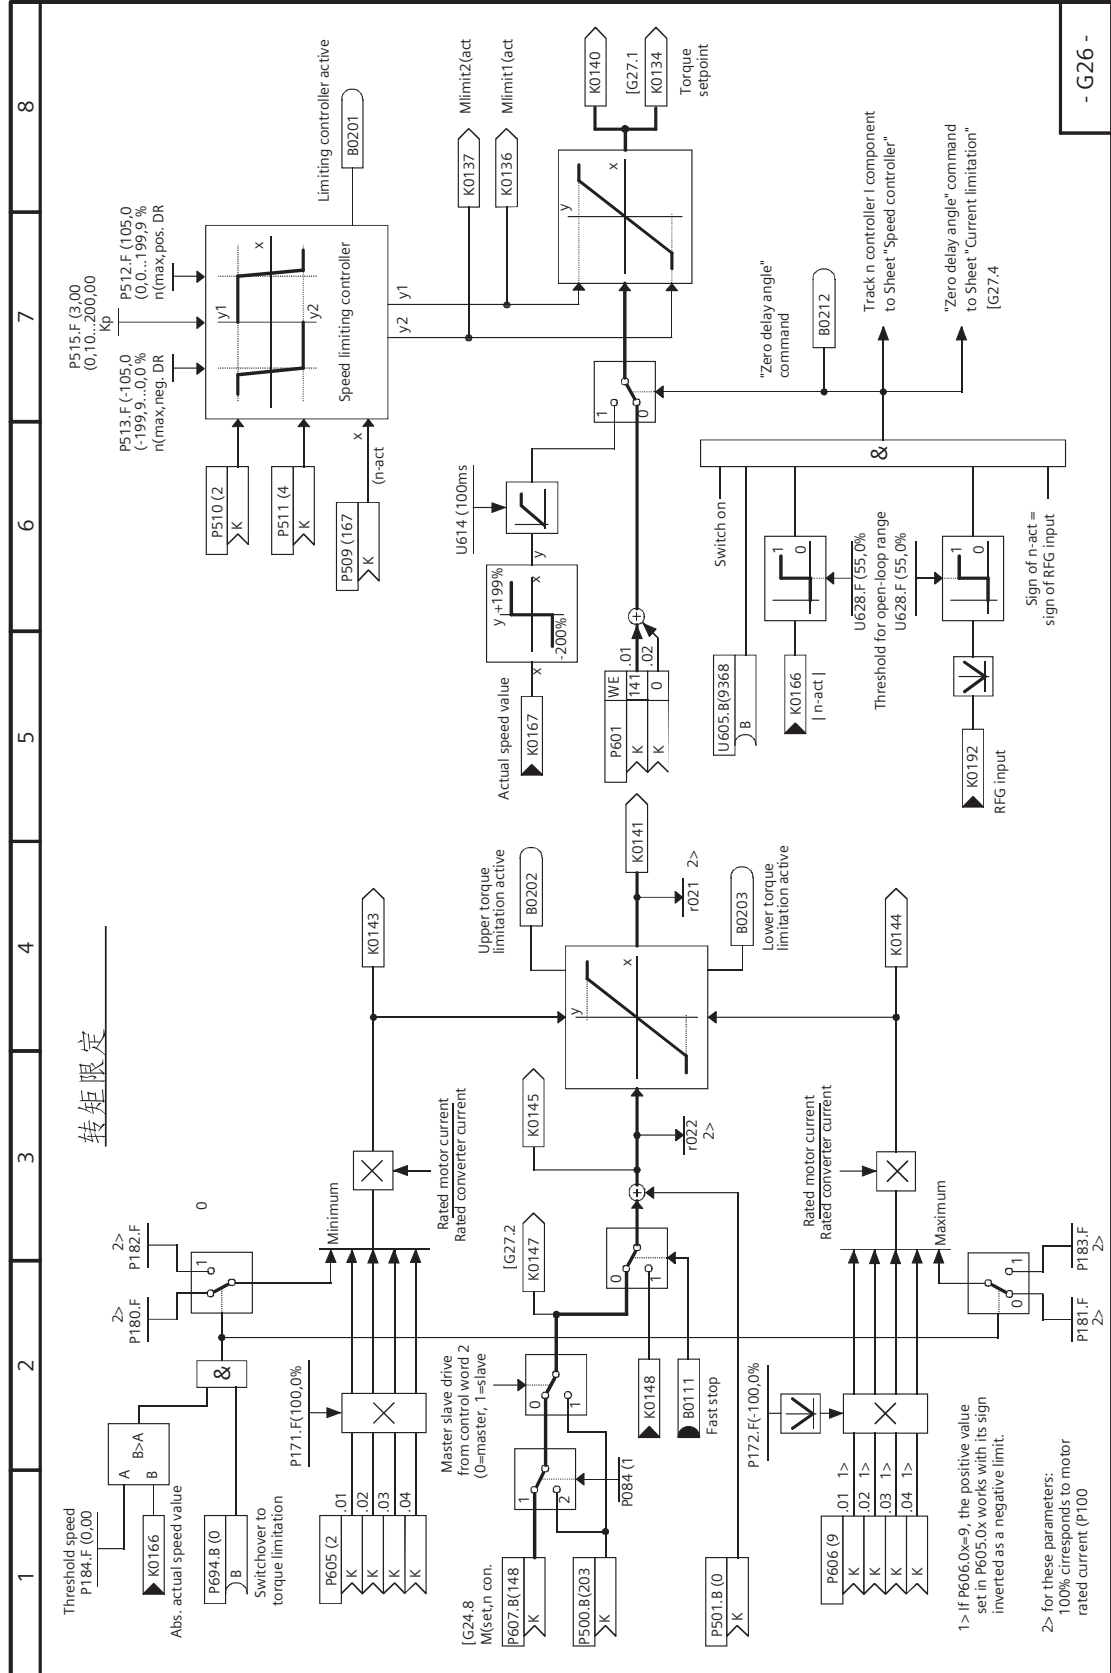 1
2
3
4
5
6
7
8
转矩限定
Threshold speed
P184.F (0,00
A
B>A
B
K0166
Abs. actual speed value
P694.B (0
B
Switchover to
torque limitation
&
2>
P180.F
2>
P182.F
0
1
P605 (2
K
.01
K
.02
K
.03
K
.04
P171.F(100,0%
Minimum
Rated motor current
Rated converter current
K0143
[G24.8
M(set,n con.
P607.B(148
K
P500.B(203
K
1
2
P084 (1
Master slave drive
from control word 2
(0=master, 1=slave
0
1
[G27.2
K0147
0
1
K0148
B0111
Fast stop
P501.B (0
K
+
K0145
r022
2>
Upper torque
limitation active
B0202
y
x
K0141
r021
2>
B0203
Lower torque
limitation active
P172.F(-100,0%
P606 (9
K
.01 1>
K
.02 1>
K
.03 1>
K
.04 1>
Rated motor current
Rated converter current
Maximum
K0144
0
1
P181.F
2>
P183.F
2>
1> If P606.0x=9, the positive value
set in P605.0x works with its sign
inverted as a negative limit.
2> for these parameters:
100% cirresponds to motor
rated current (P100
P510 (2
K
P511 (4
K
P509 (167
K
x
(n-act
P513.F (-105,0
(-199,9...0,0 %
n(max,neg. DR
P515.F (3,00
(0,10...200,00
Kp
P512.F (105,0
(0,0...199,9 %
n(max,pos. DR
y1
x
y2
Speed limiting controller
Limiting controller active
B0201
y2
y1
K0137
Mlimit2(act
K0136
Mlimit1(act
Actual speed value
K0167
x
y
+199%
x
-200%
y
U614 (100ms
1
0
P601
WE
K
141
.01
K
0
.02
+
y
x
K0140
[G27.1
K0134
Torque
setpoint
U605.B(9368
B
Switch on
K0166
| n-act |
1
0
U628.F (55,0%
Threshold for open-loop range
U628.F (55,0%
K0192
RFG input
1
0
Sign of n-act =
sign of RFG input
&
"Zero delay angle"
command
B0212
Track n controller I component
to Sheet "Speed controller"
"Zero delay angle" command
to Sheet "Current limitation"
[G27.4
- G26 -